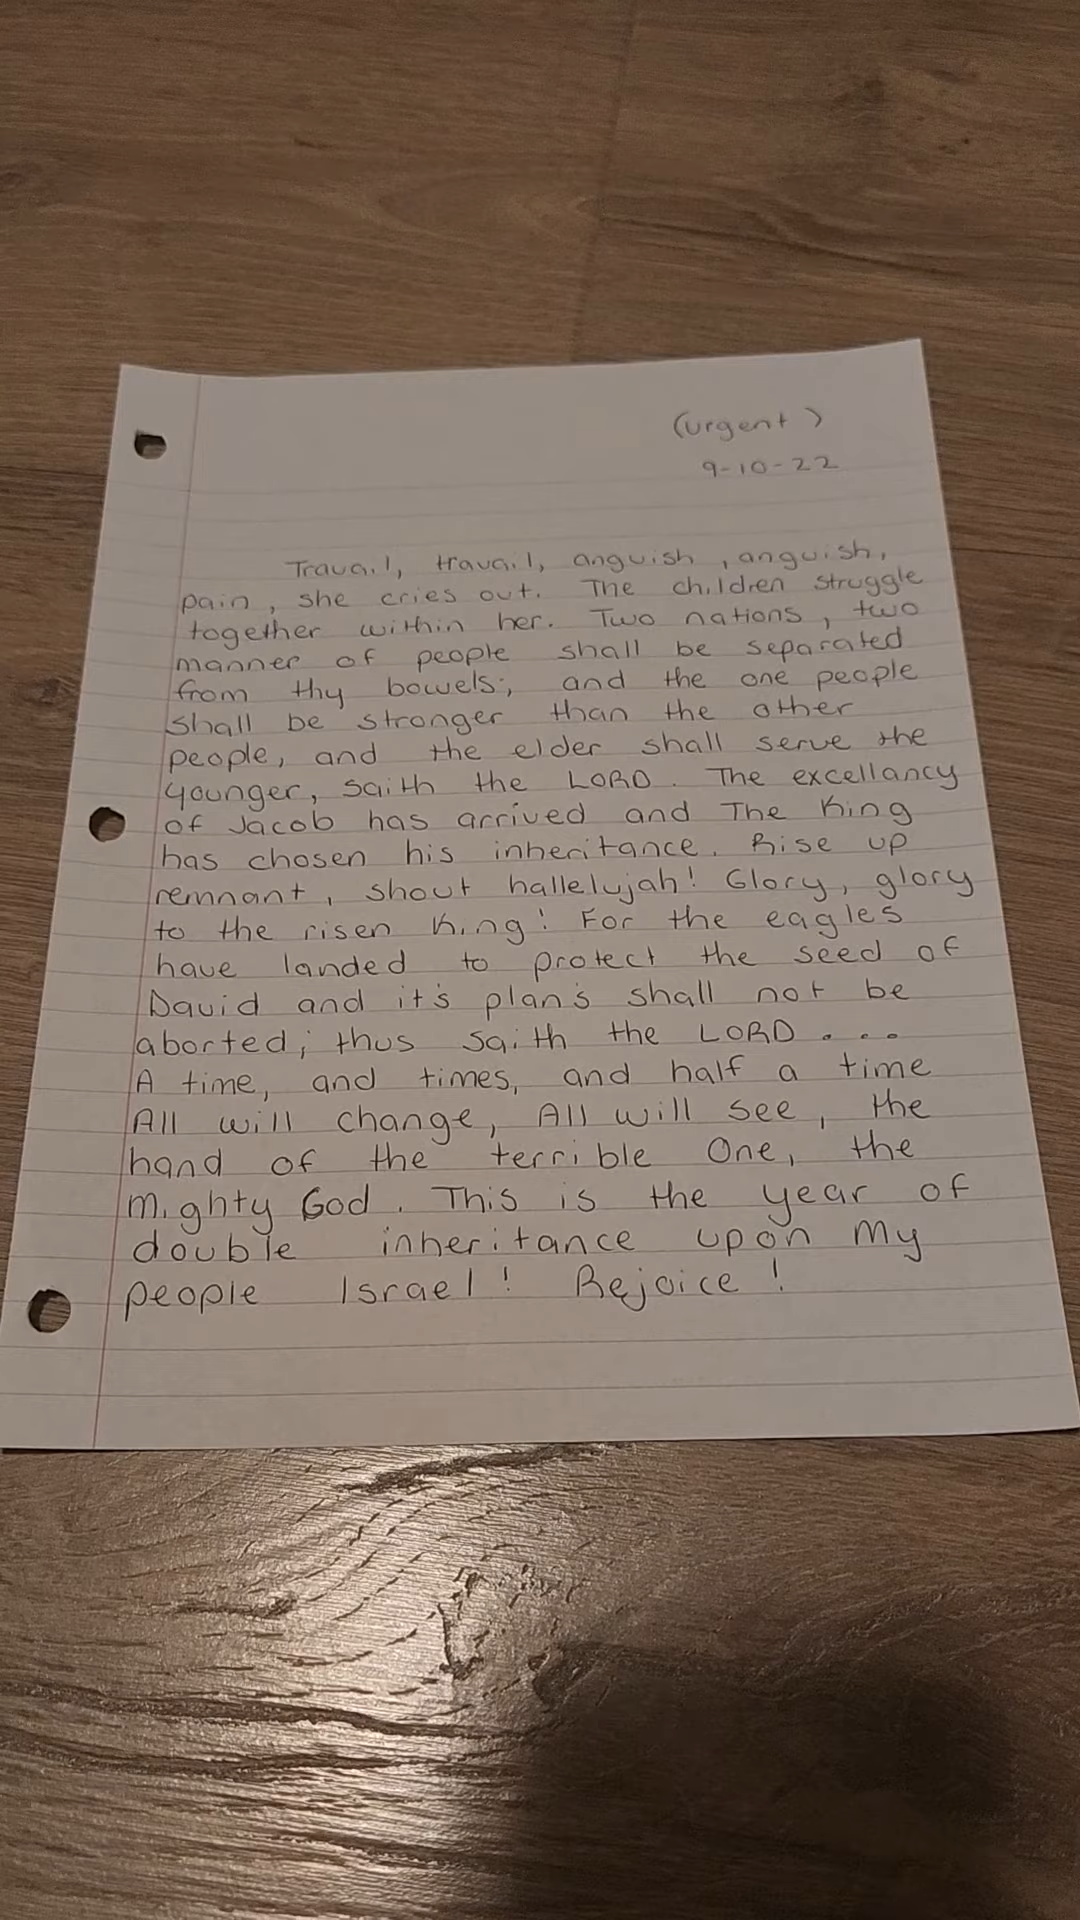 (urgent)
9-10-22
Travail, travail, anguish, anguish,
pain, she cries out. The children struggle
together within her. Two nations, two
manner of people shall be separated
from thy bowels; and the one people
shall be stronger than the other
people, and the elder shall serve the
younger, saith the LORD. The excellancy
of Jacob has arrived and The King
has chosen his inheritance. Rise up
remnant, shout hallelujah! Glory, glory
to the risen King! For the eagles
have landed to protect the seed of
David and it's plan's shall not be
aborted; thus saith the LORD....
A time, and times, and half a time
All will change, All will see, the
hand of the terrible One, the
mighty God. This is the year of
double inheritance upon My
people Israel! Rejoice!